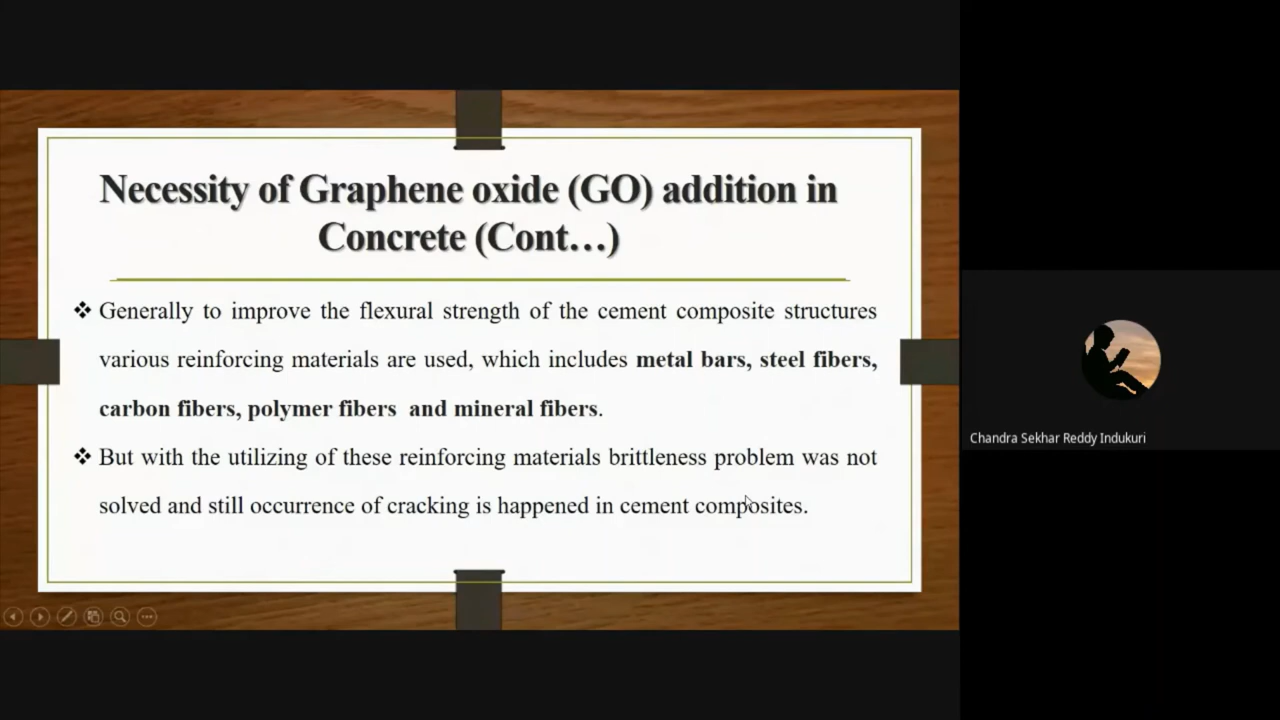 Necessity of Graphene oxide (GO) addition in
Concrete (Cont…)
❖ Generally to improve the flexural strength of the cement composite structures
various reinforcing materials are used, which includes metal bars, steel fibers,
carbon fibers, polymer fibers and mineral fibers.
❖ But with the utilizing of these reinforcing materials brittleness problem was not
solved and still occurrence of cracking is happened in cement composites.
Chandra Sekhar Reddy Indukuri